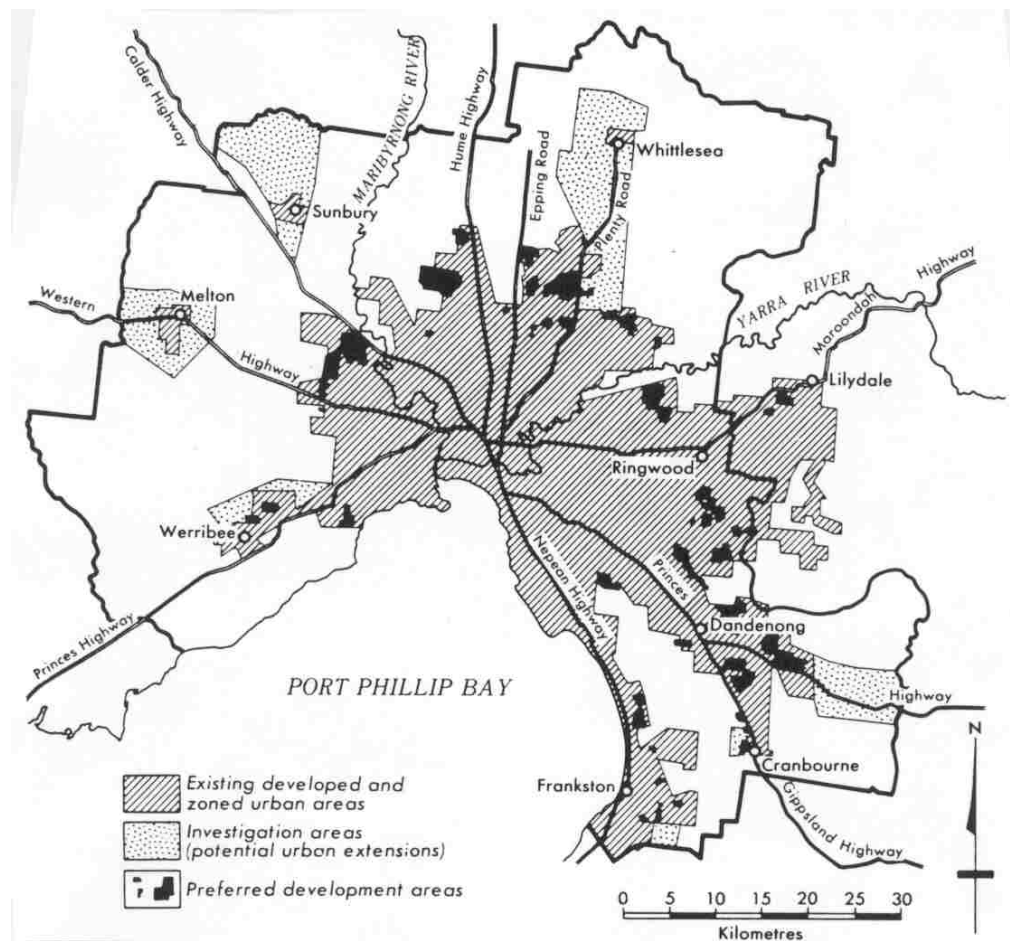 Calder Highway
MARIBYRNONG RIVER
Hume Highway
Epping Road
Whittlesea
Plenty Road
Sunbury
Western
Melton
Highway
YARRA RIVER
Maroondah
Highway
Lilydale
Ringwood
Werribee
Nepean Highway
Princes
Dandenong
Princes Highway
PORT PHILLIP BAY
Highway
N
Cranbourne
Frankston
Gippsland Highway
Existing developed and
zoned urban areas
Investigation areas
(potential urban extensions)
Preferred development areas
0 5 10 15 20 25 30
Kilometres